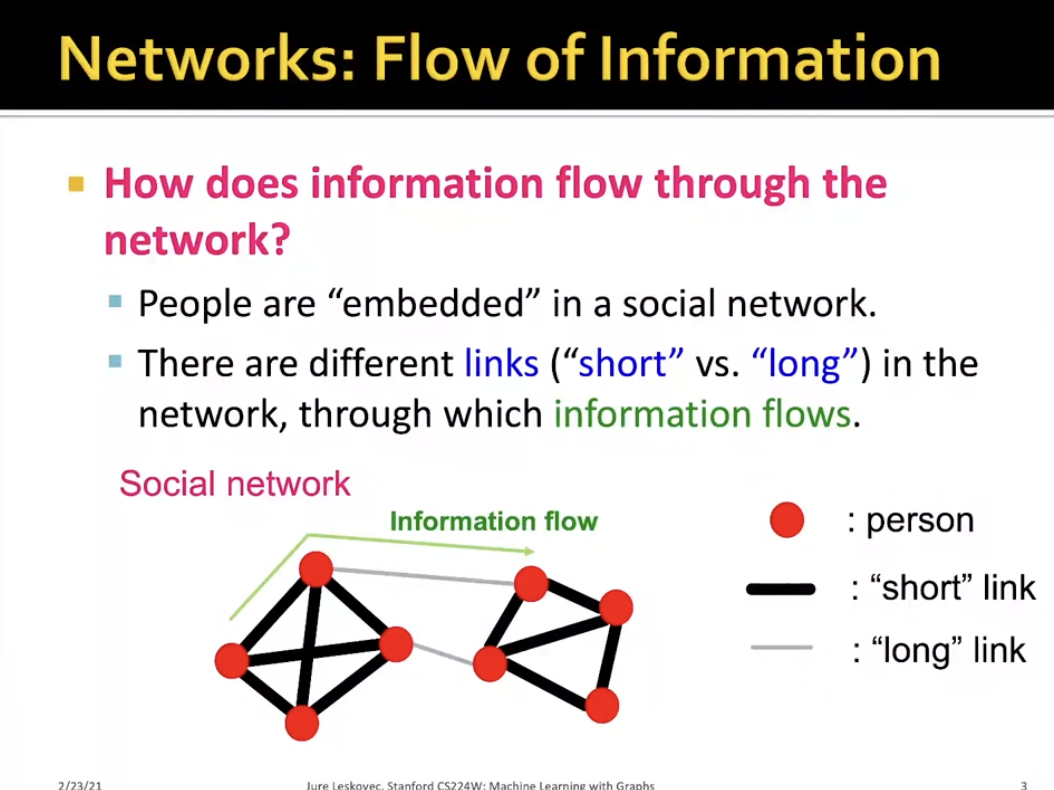 Networks: Flow of Information
How does information flow through the
network?
People are “embedded” in a social network.
There are different links (“short” vs. “long”) in the
network, through which information flows.
Social network
Information flow
: person
: “short” link
: “long” link
2/23/21
Jure Leskovec, Stanford CS224W: Machine Learning with Graphs
3